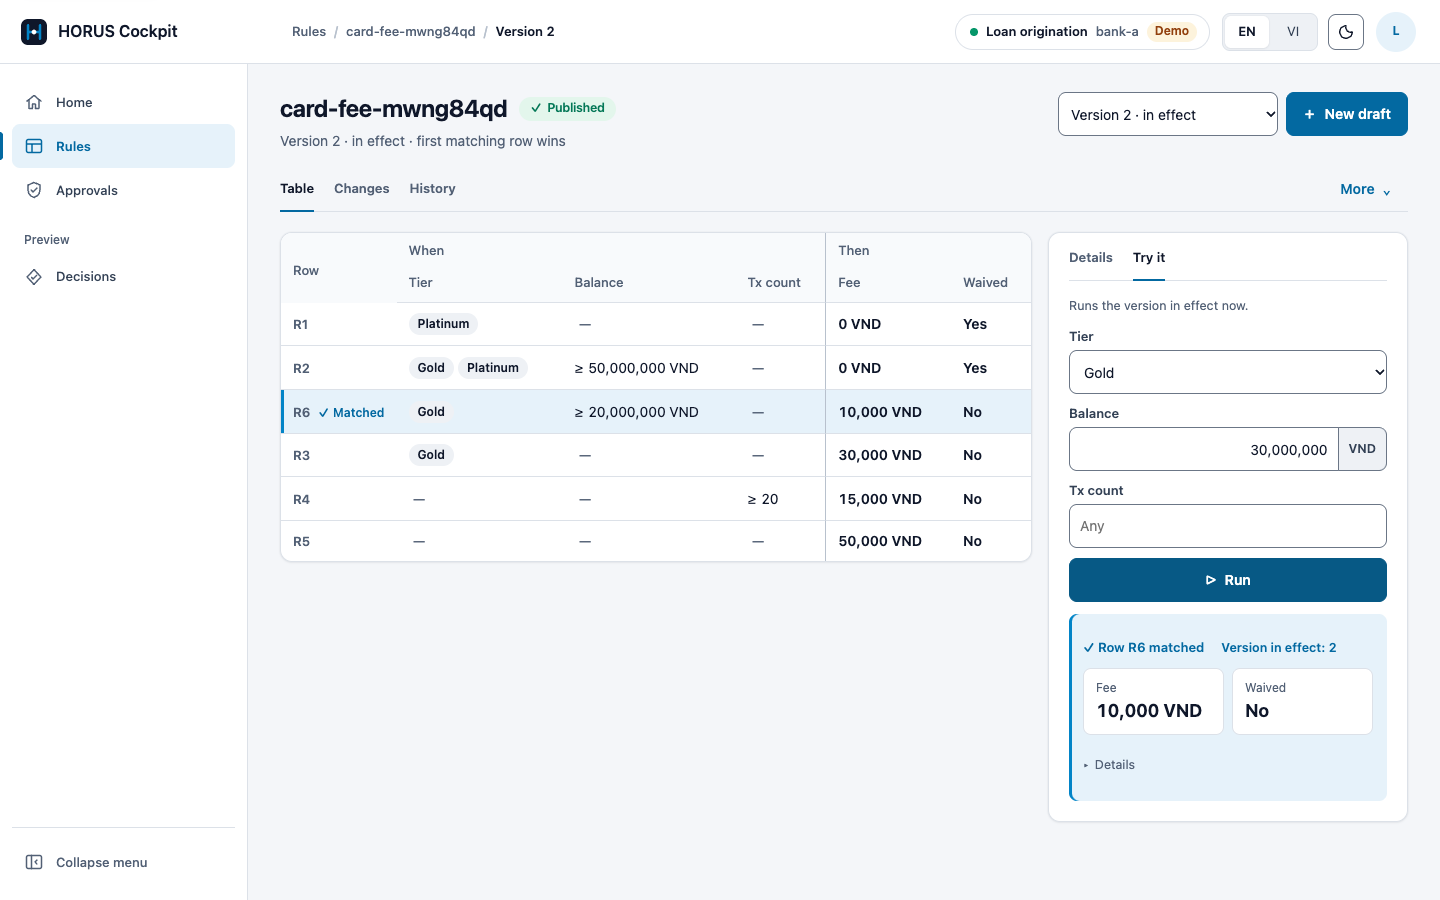 HORUS Cockpit
Rules / card-fee-mwng84qd / Version 2
Loan origination bank-a Demo
EN VI
L
Home
Rules
Approvals
Preview
Decisions
Collapse menu
card-fee-mwng84qd ✓ Published
Version 2 · in effect · first matching row wins
Version 2 · in effect
+ New draft
Table Changes History
More
Row When Then
Tier Balance Tx count Fee Waived
R1 Platinum — — 0 VND Yes
R2 Gold Platinum ≥ 50,000,000 VND — 0 VND Yes
R6 ✓ Matched Gold ≥ 20,000,000 VND — 10,000 VND No
R3 Gold — — 30,000 VND No
R4 — — ≥ 20 15,000 VND No
R5 — — — 50,000 VND No
Details Try it
Runs the version in effect now.
Tier
Gold
Balance
30,000,000 VND
Tx count
Any
Run
✓ Row R6 matched Version in effect: 2
Fee Waived
10,000 VND No
Details